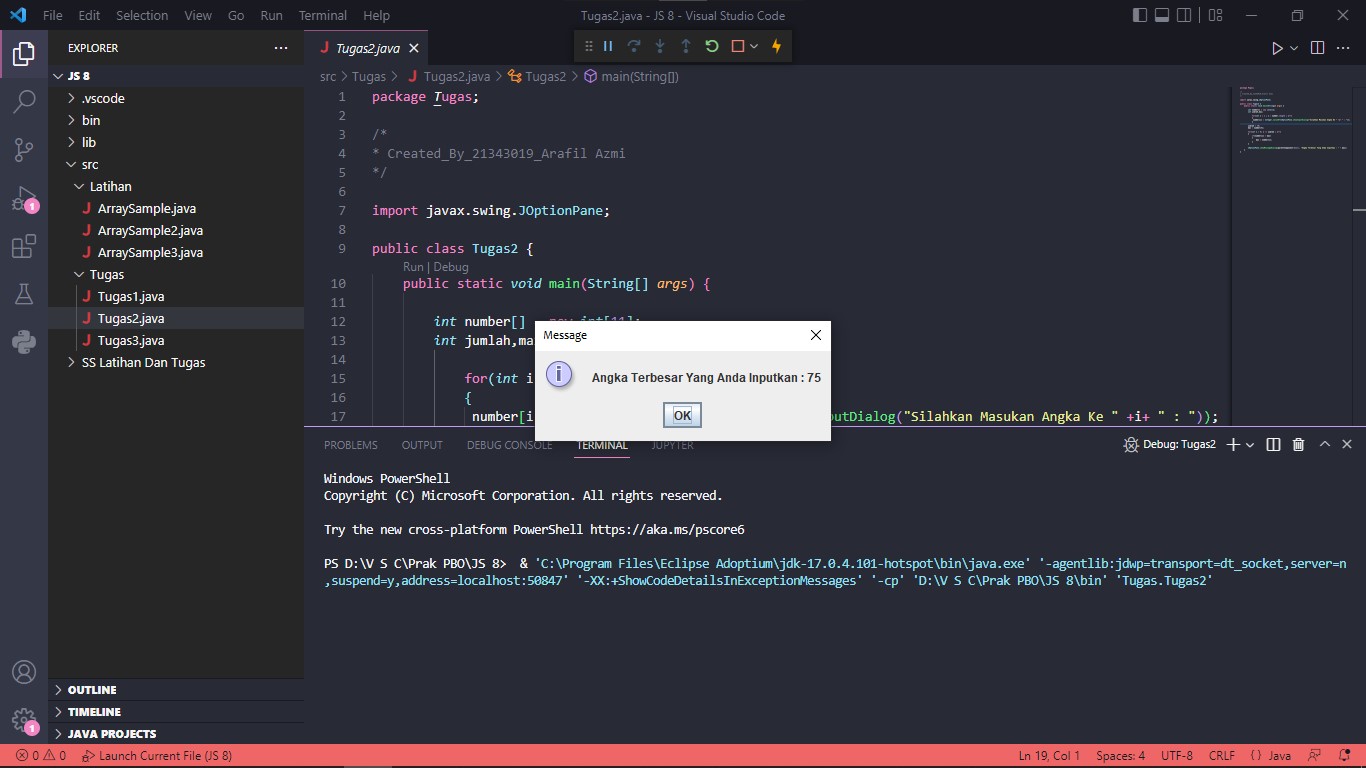 File Edit Selection View Go Run Terminal Help
Tugas2.java - JS 8 - Visual Studio Code
EXPLORER
JS 8
.vscode
bin
lib
src
Latihan
ArraySample.java
ArraySample2.java
ArraySample3.java
Tugas
Tugas1.java
Tugas2.java
Tugas3.java
SS Latihan Dan Tugas
OUTLINE
TIMELINE
JAVA PROJECTS
1
1
Tugas2.java
src > Tugas > Tugas2.java > Tugas2 > main(String[])
1 package Tugas;
2
3 /*
4 * Created_By_21343019_Arafil Azmi
5 */
6
7 import javax.swing.JOptionPane;
8
9 public class Tugas2 {
Run | Debug
10 public static void main(String[] args) {
11
12 int number[] = new int[11];
13 int jumlah,ma
14
15 for(int i
16 {
17 number[i utDialog("Silahkan Masukan Angka Ke " +i+ " : "));
Message
Angka Terbesar Yang Anda Inputkan : 75
OK
PROBLEMS OUTPUT DEBUG CONSOLE TERMINAL JUPYTER
Debug: Tugas2
Windows PowerShell
Copyright (C) Microsoft Corporation. All rights reserved.
Try the new cross-platform PowerShell https://aka.ms/pscore6
PS D:\V S C\Prak PBO\JS 8> & 'C:\Program Files\Eclipse Adoptium\jdk-17.0.4.101-hotspot\bin\java.exe' '-agentlib:jdwp=transport=dt_socket,server=n
,suspend=y,address=localhost:50847' '-XX:+ShowCodeDetailsInExceptionMessages' '-cp' 'D:\V S C\Prak PBO\JS 8\bin' 'Tugas.Tugas2'
0 0 Launch Current File (JS 8)
Ln 19, Col 1 Spaces: 4 UTF-8 CRLF {} Java